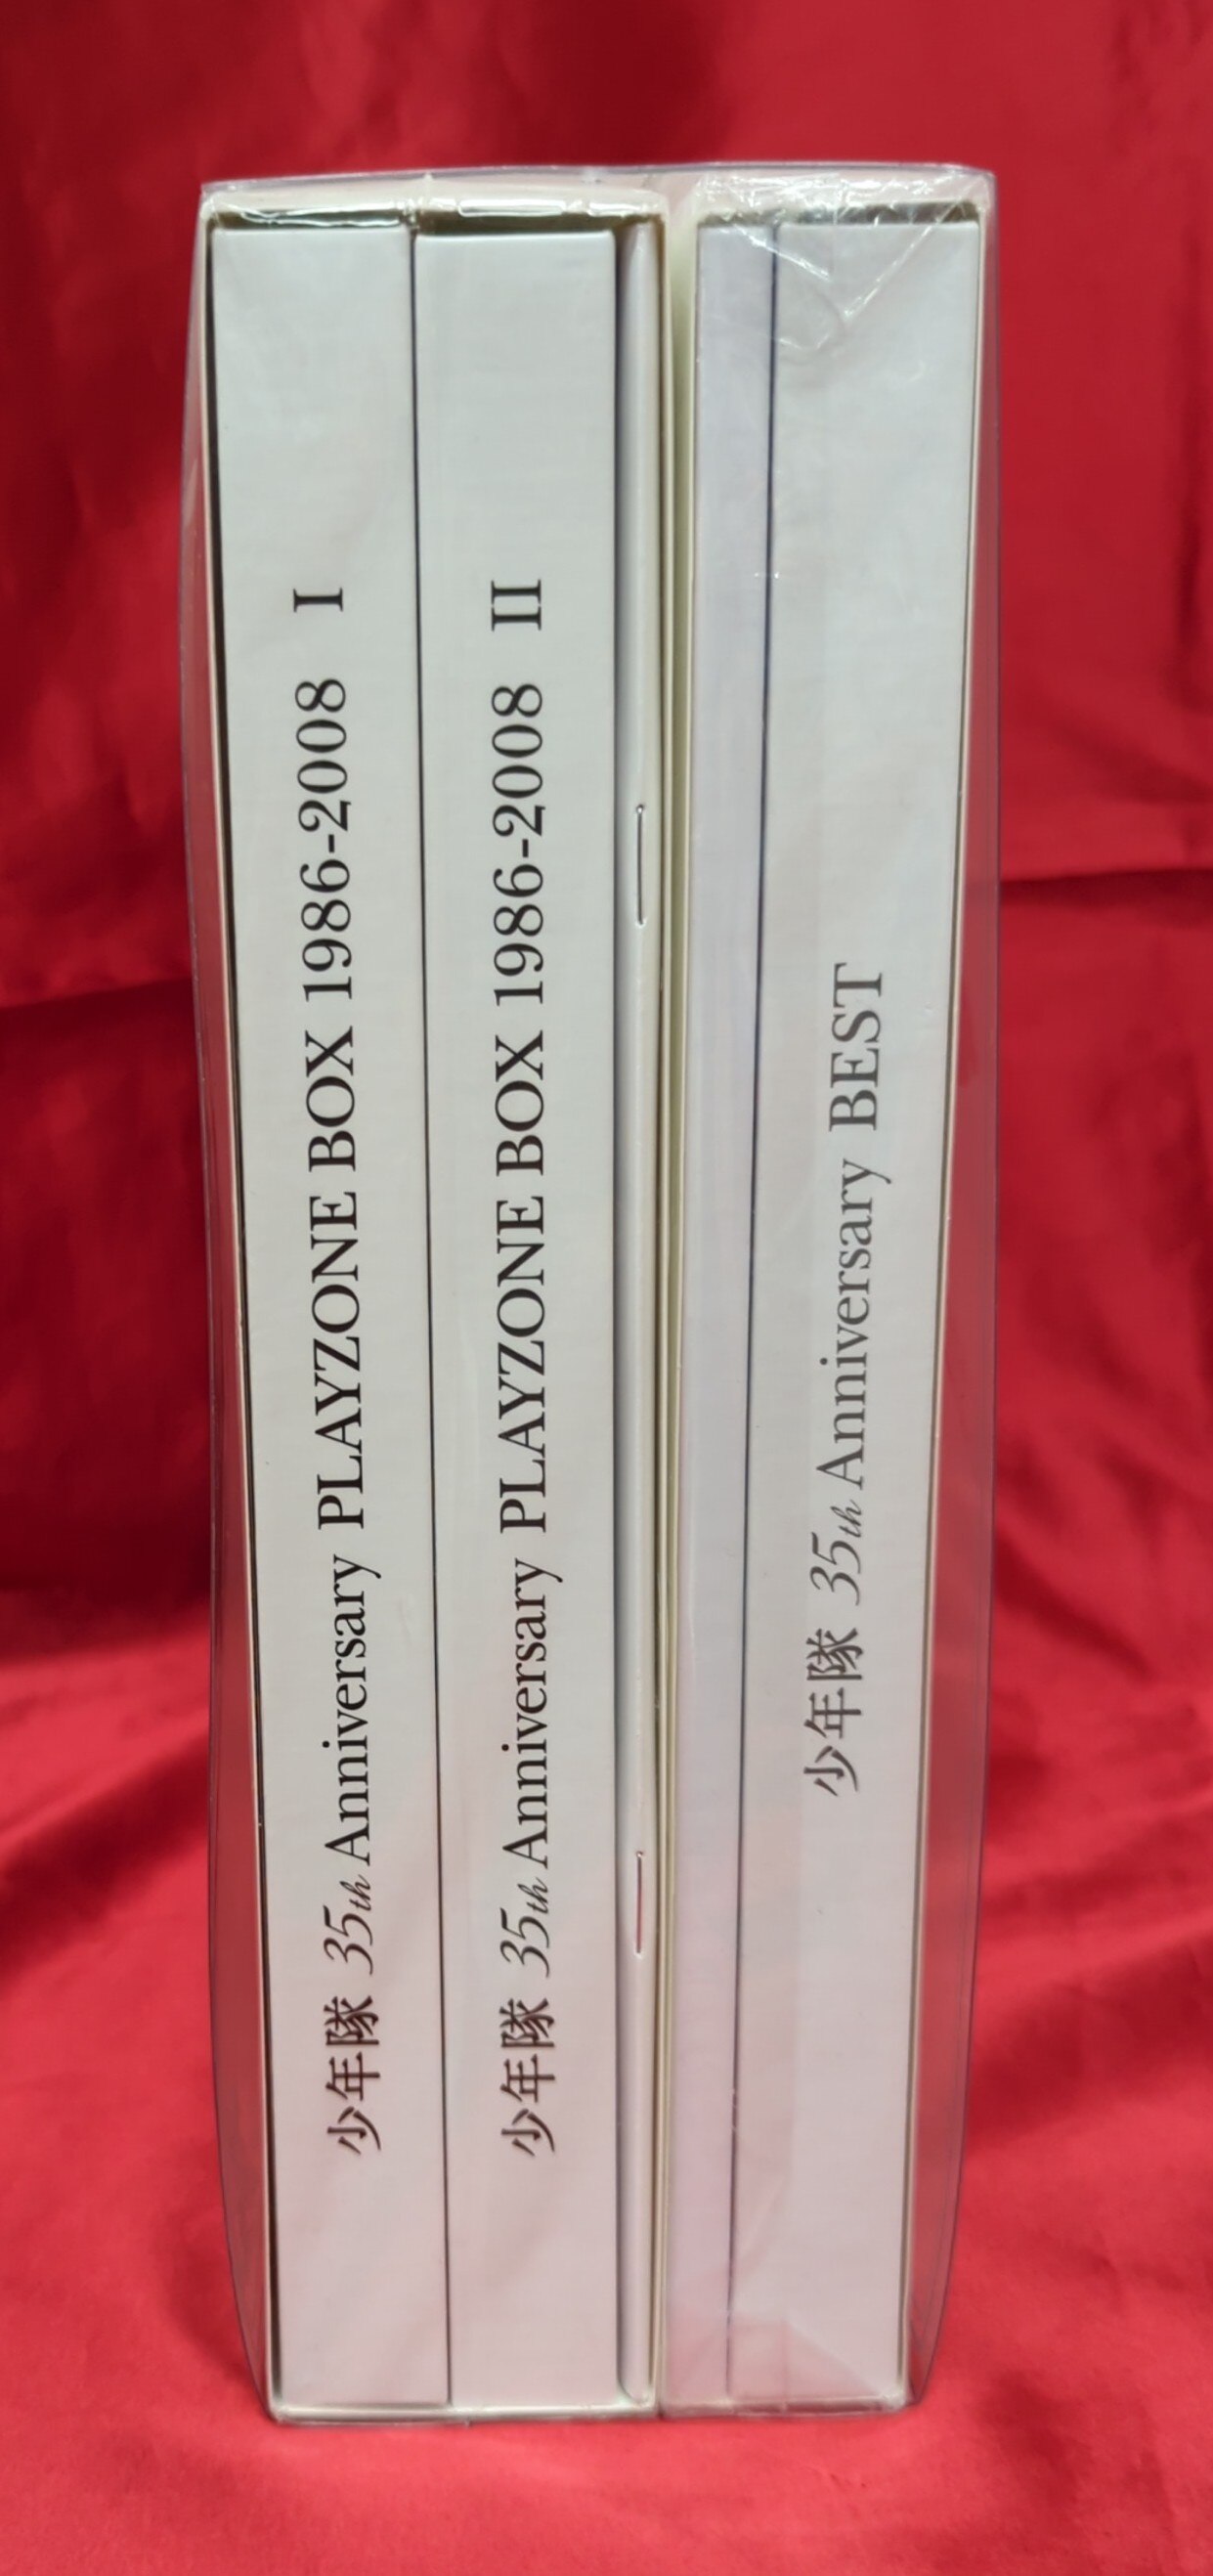 少年隊 35th Anniversary PLAYZONE BOX 1986-2008 I
少年隊 35th Anniversary PLAYZONE BOX 1986-2008 II
少年隊 35th Anniversary BEST